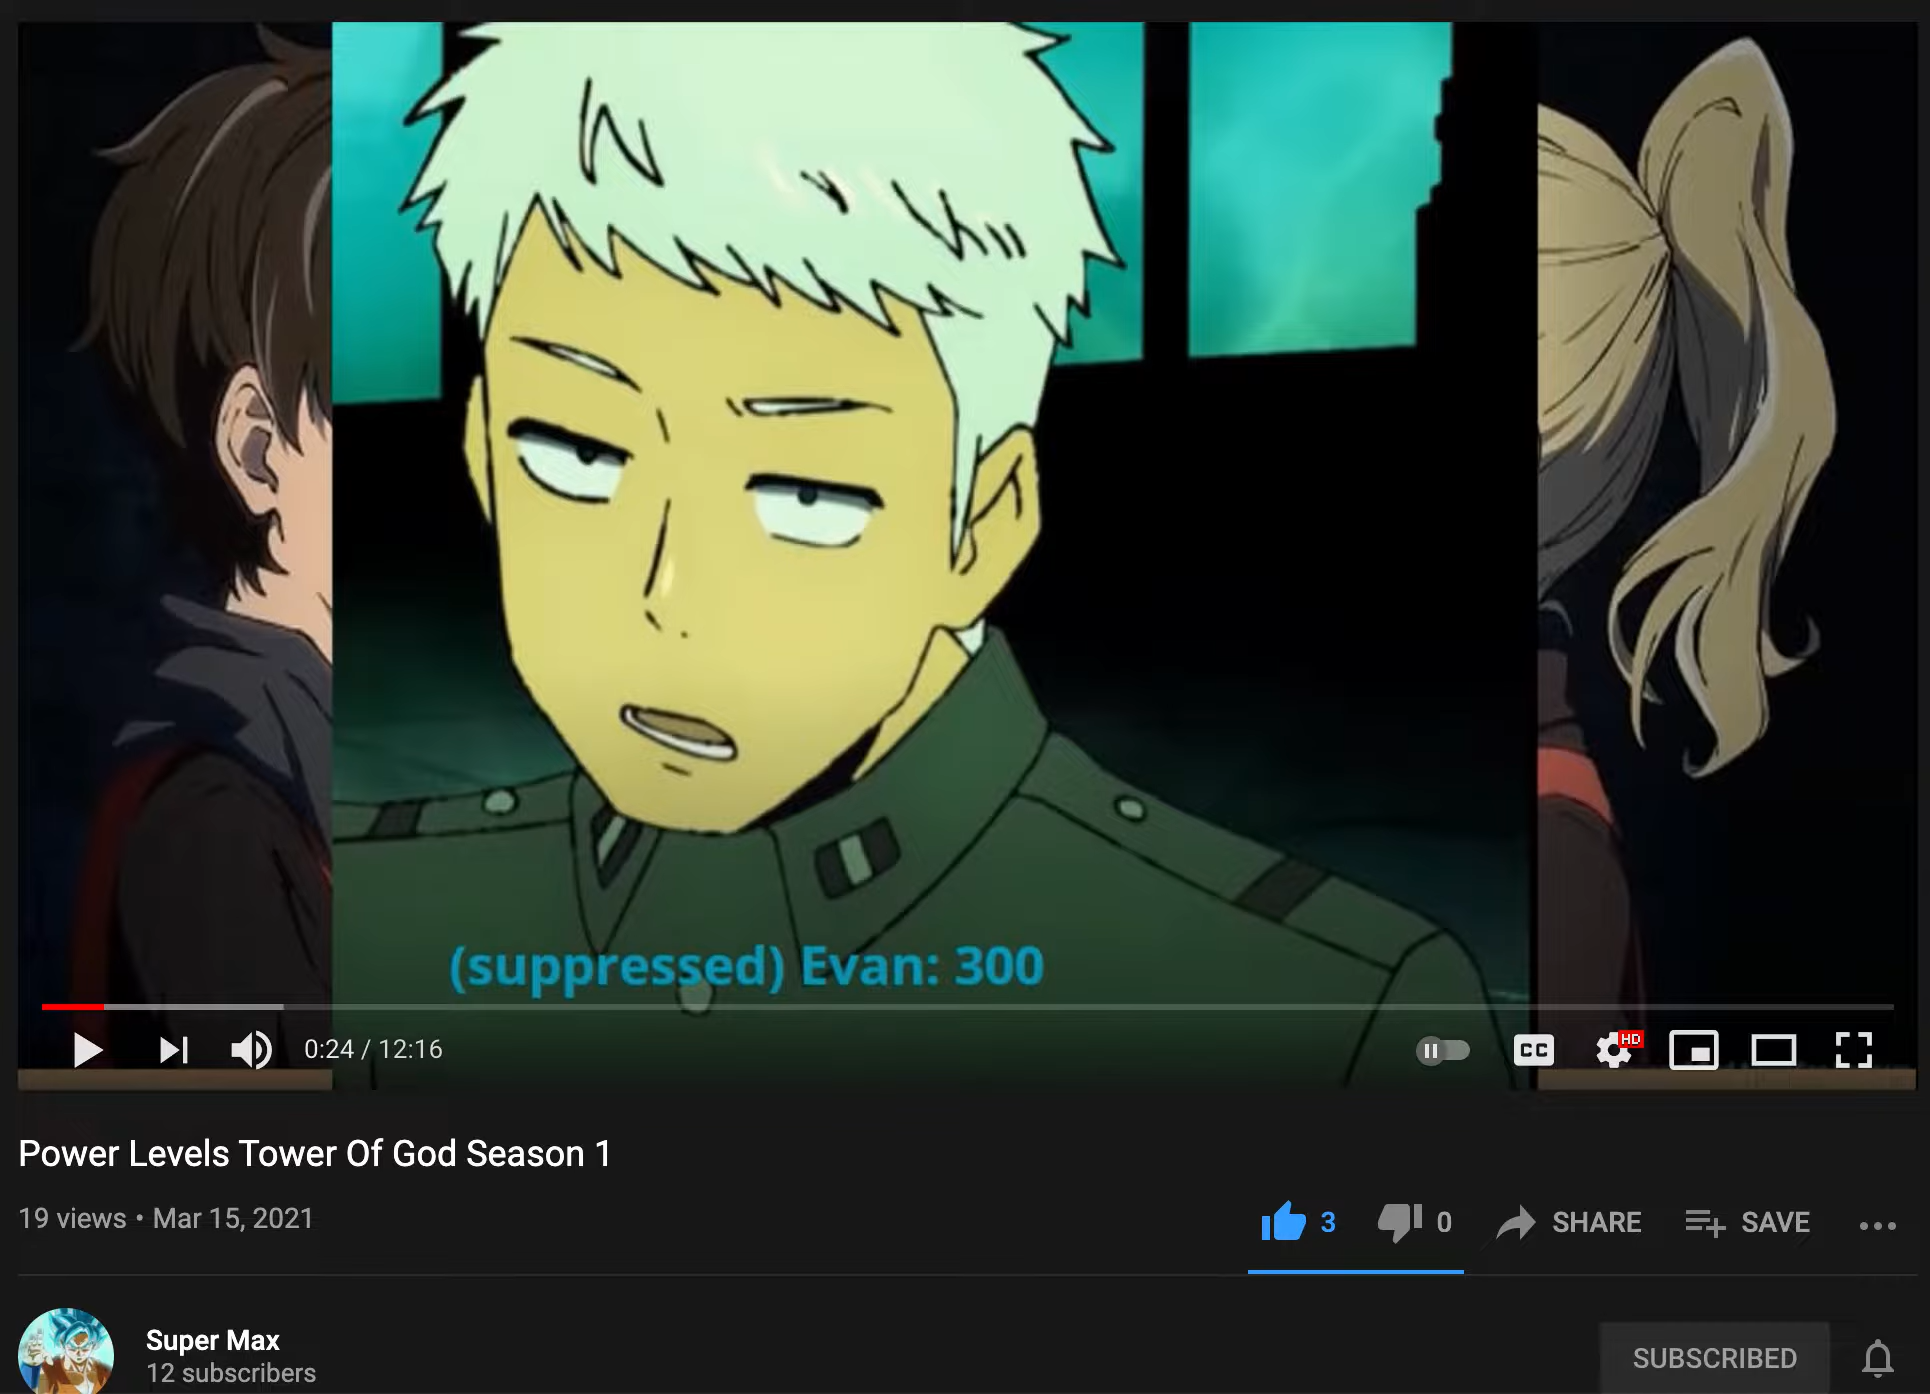 (suppressed) Evan: 300
0:24 / 12:16
CC
HD
Power Levels Tower Of God Season 1
19 views • Mar 15, 2021
3
0
SHARE
SAVE
Super Max
12 subscribers
SUBSCRIBED